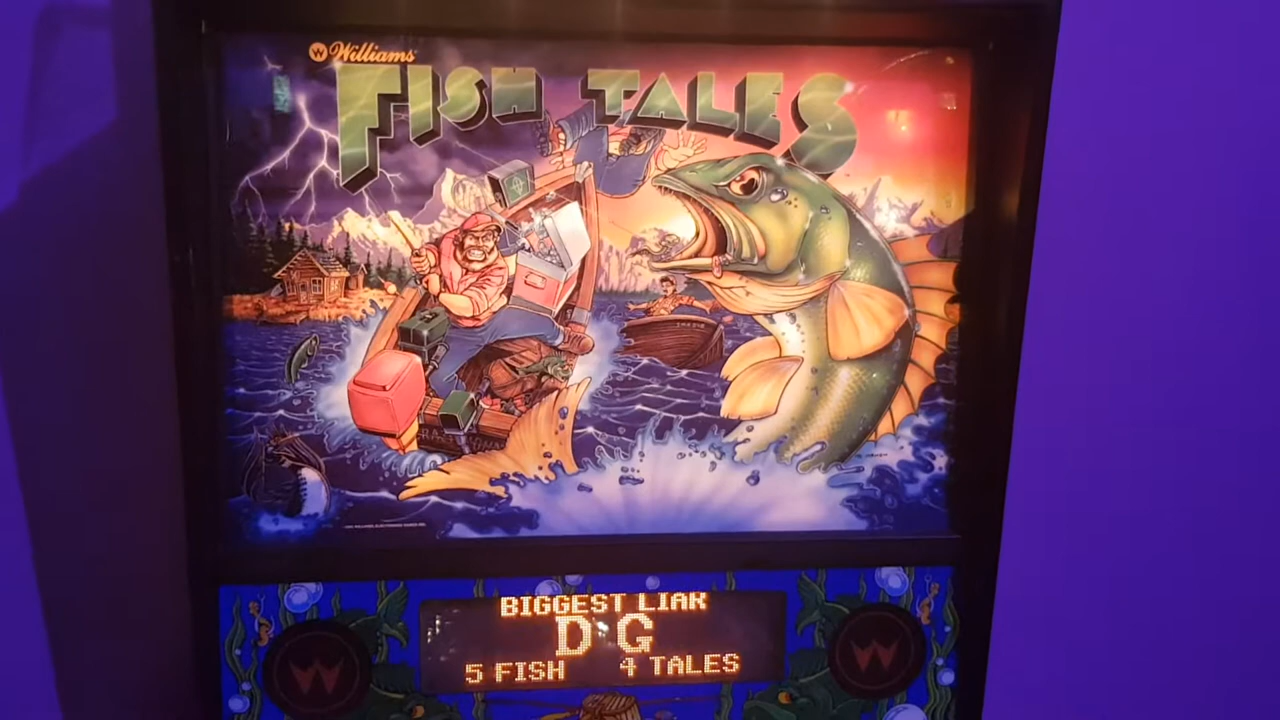 Williams
FISH TALES
BIGGEST LIAR
D G
5 FISH 4 TALES
W
W